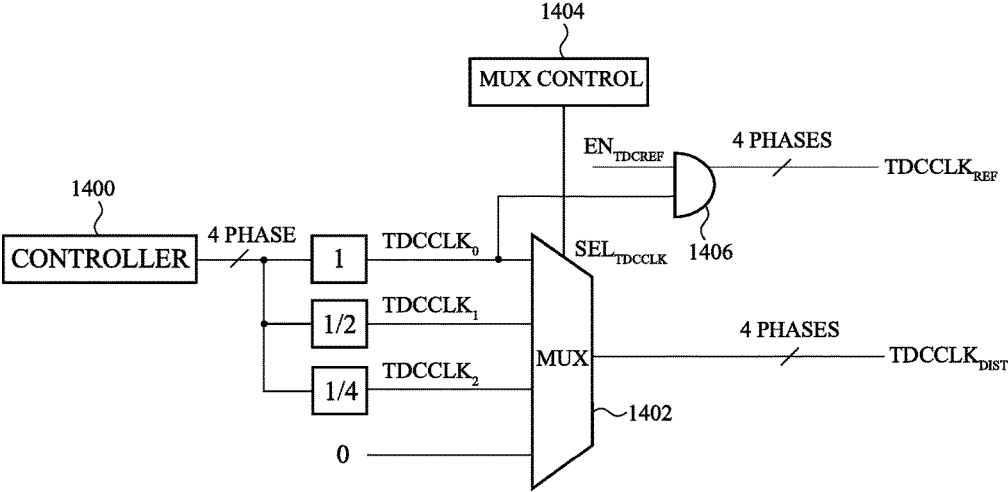 1404
MUX CONTROL
EN_TDCREF
4 PHASES
TDCCLK_REF
1406
1400
CONTROLLER
4 PHASE
1
TDCCLK_0
SEL_TDCCLK
1/2
TDCCLK_1
MUX
4 PHASES
TDCCLK_DIST
1/4
TDCCLK_2
1402
0